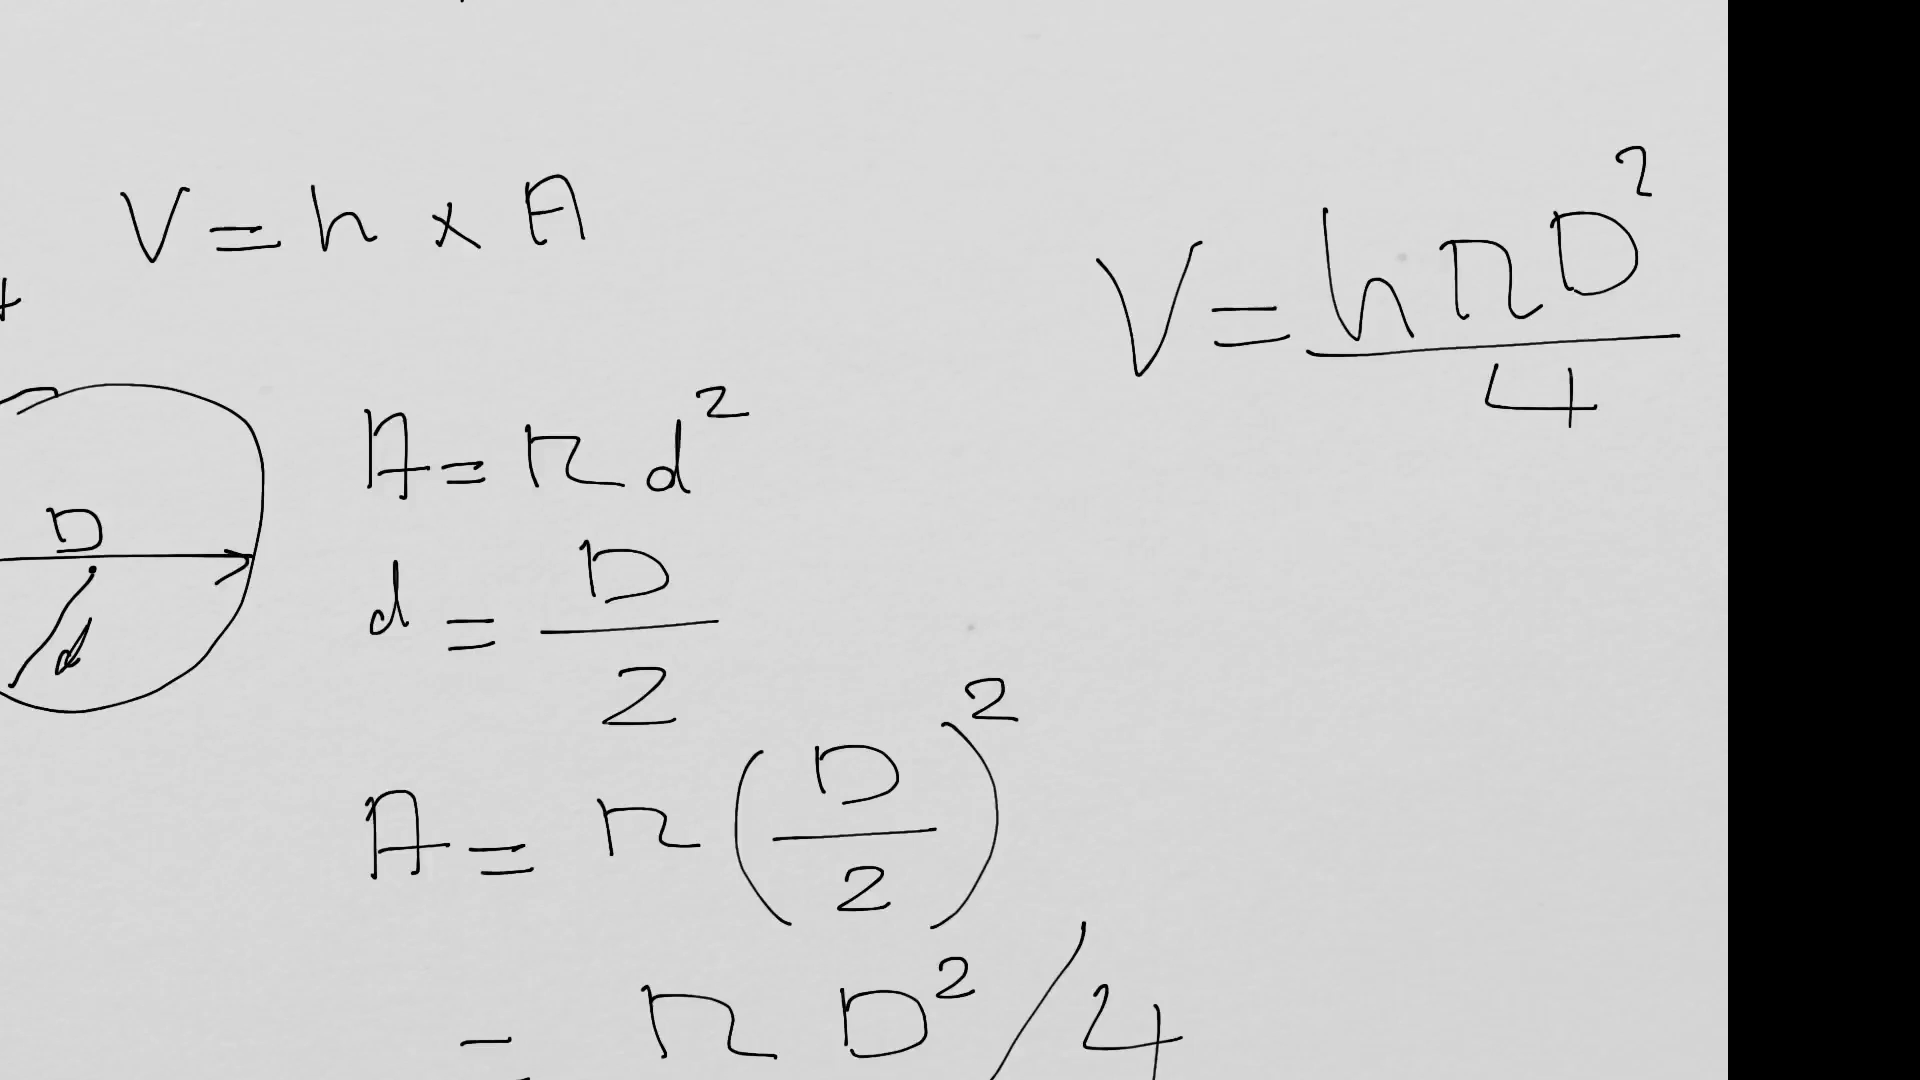 V = h × A
V = hπD²/4
A = πd²
D
d = D/2
d
A = π(D/2)²
= πD²/4